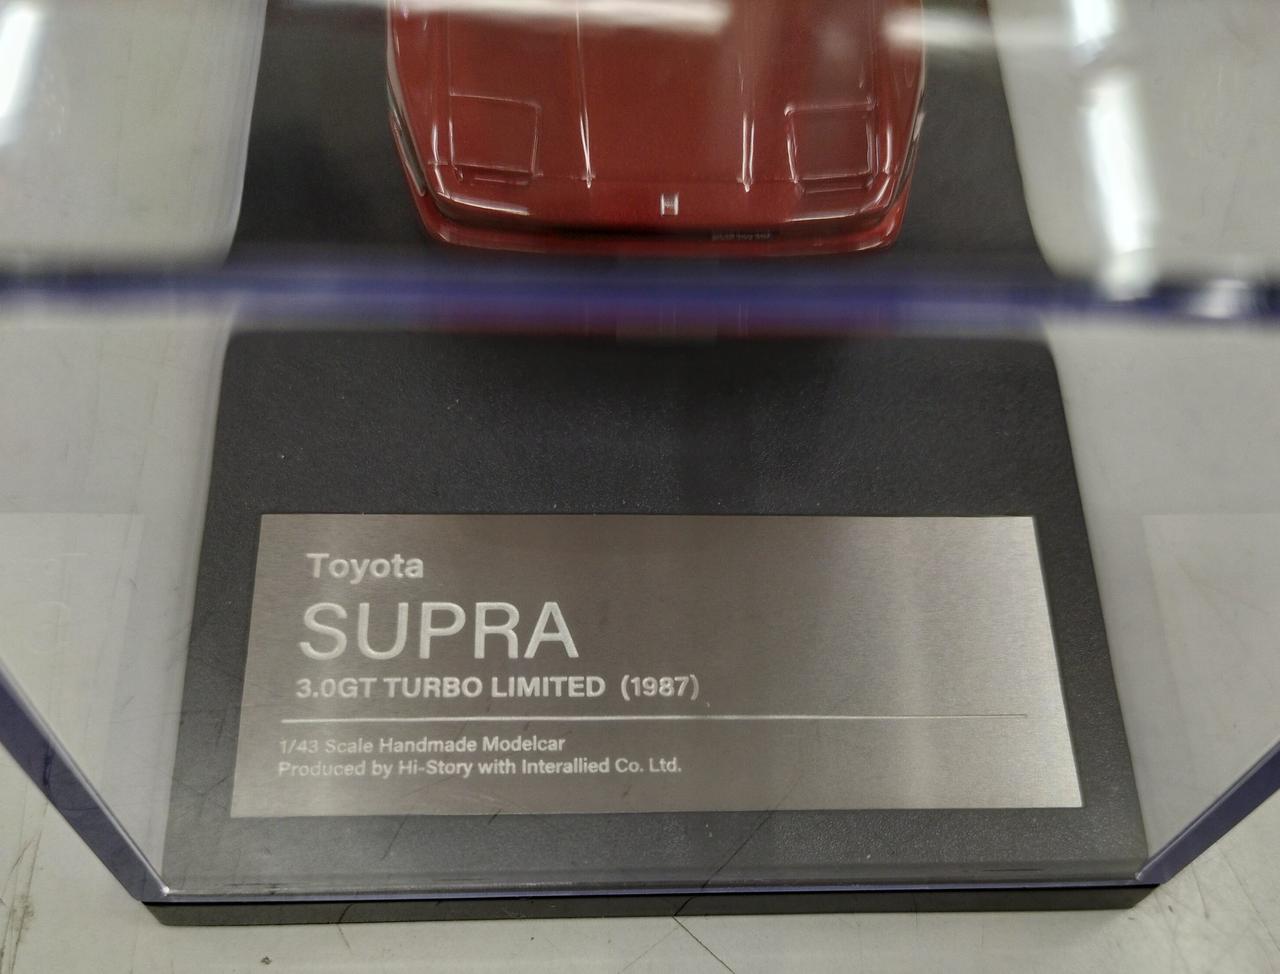 Toyota
SUPRA
3.0GT TURBO LIMITED (1987)
1/43 Scale Handmade Modelcar
Produced by Hi-Story with Interallied Co. Ltd.